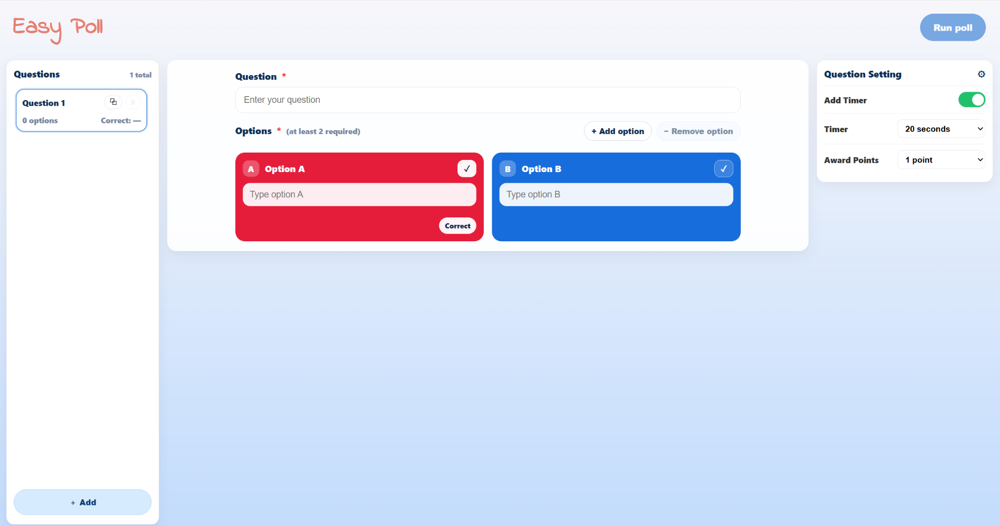 Easy Poll
Run poll
Questions 1 total
Question 1
0 options Correct: —
+ Add
Question *
Enter your question
Options * (at least 2 required) + Add option − Remove option
A Option A ✓
Type option A
Correct
B Option B ✓
Type option B
Question Setting
Add Timer
Timer 20 seconds
Award Points 1 point